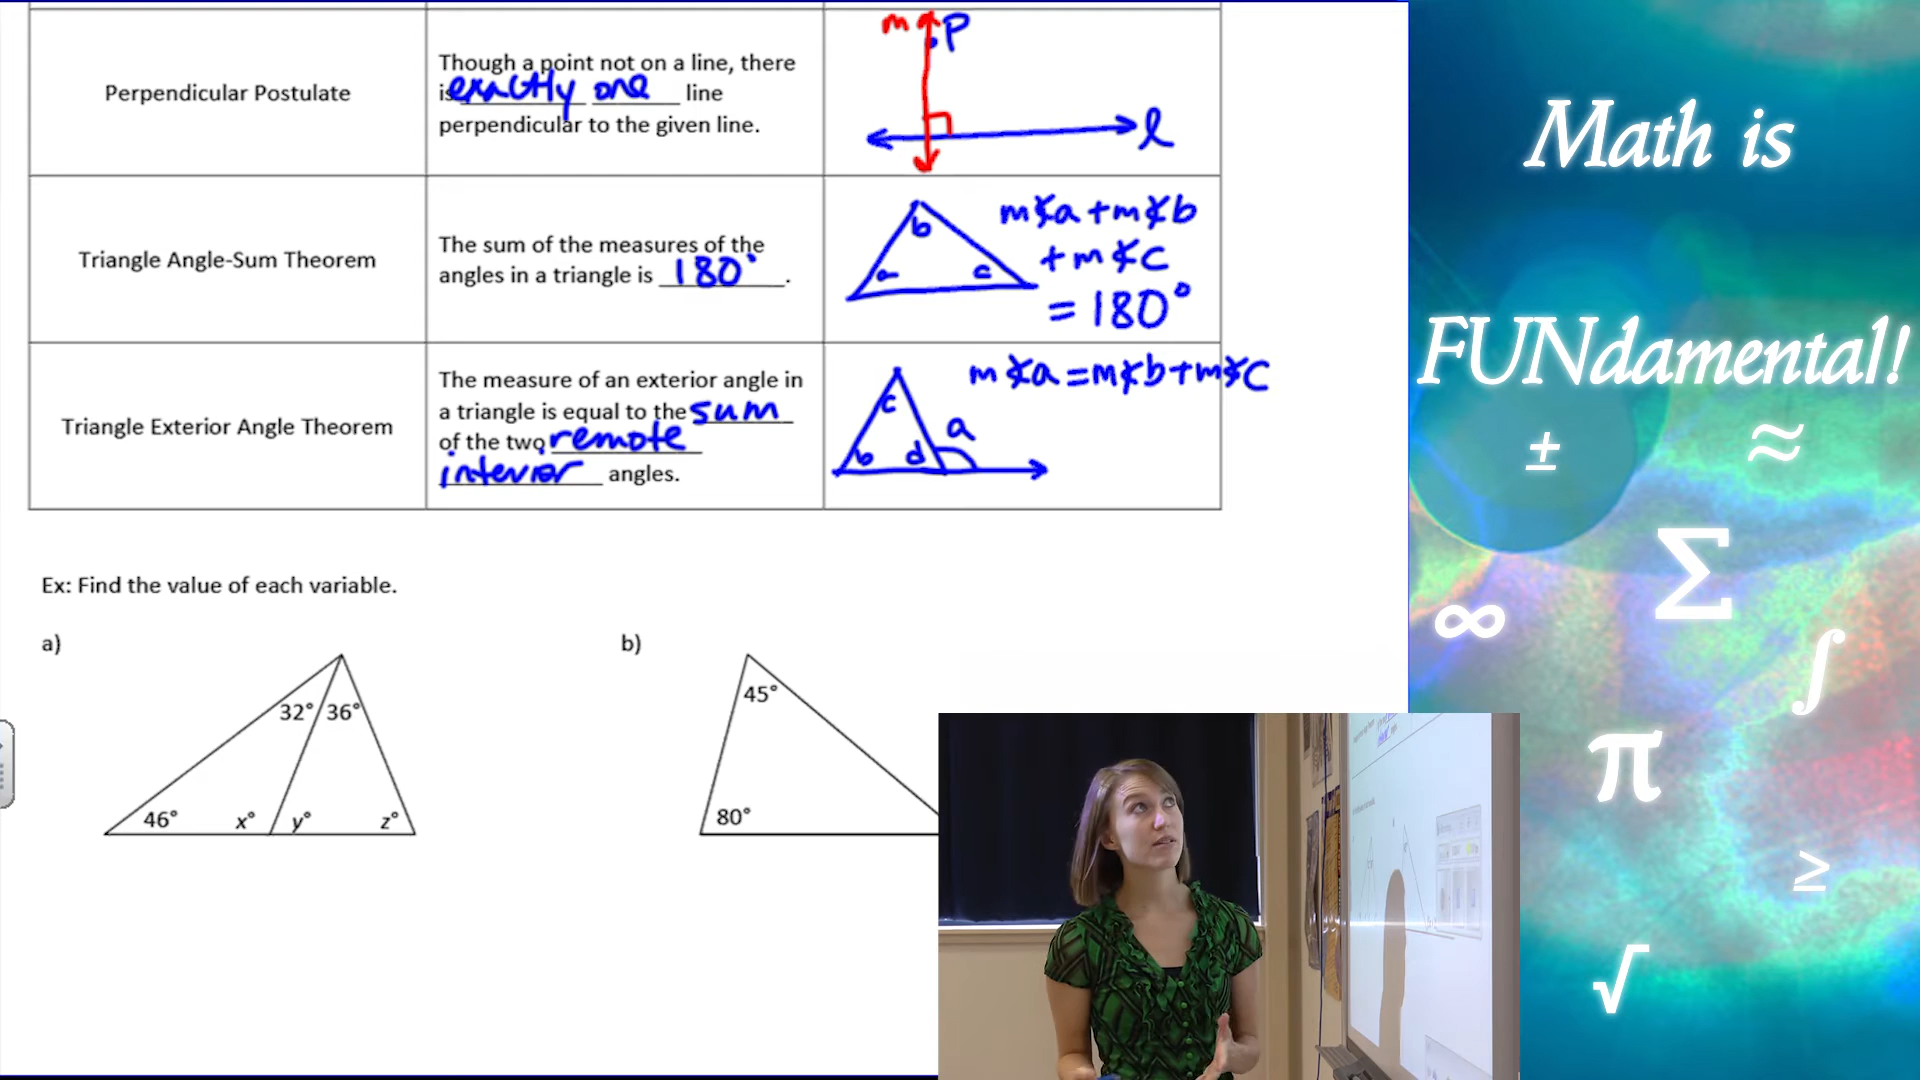 Perpendicular Postulate
Though a point not on a line, there
is exactly one line
perpendicular to the given line.
m P
l
Triangle Angle-Sum Theorem
The sum of the measures of the
angles in a triangle is 180°.
b
a c
m∡a + m∡b
+ m∡c
= 180°
Triangle Exterior Angle Theorem
The measure of an exterior angle in
a triangle is equal to the sum
of the two remote
interior angles.
m∡a = m∡b + m∡c
c
b d a
Ex: Find the value of each variable.
a)
32° 36°
46° x° y° z°
b)
45°
80°
Math is
FUNdamental!
± ≈
Σ
∞
∫
π
≥
√